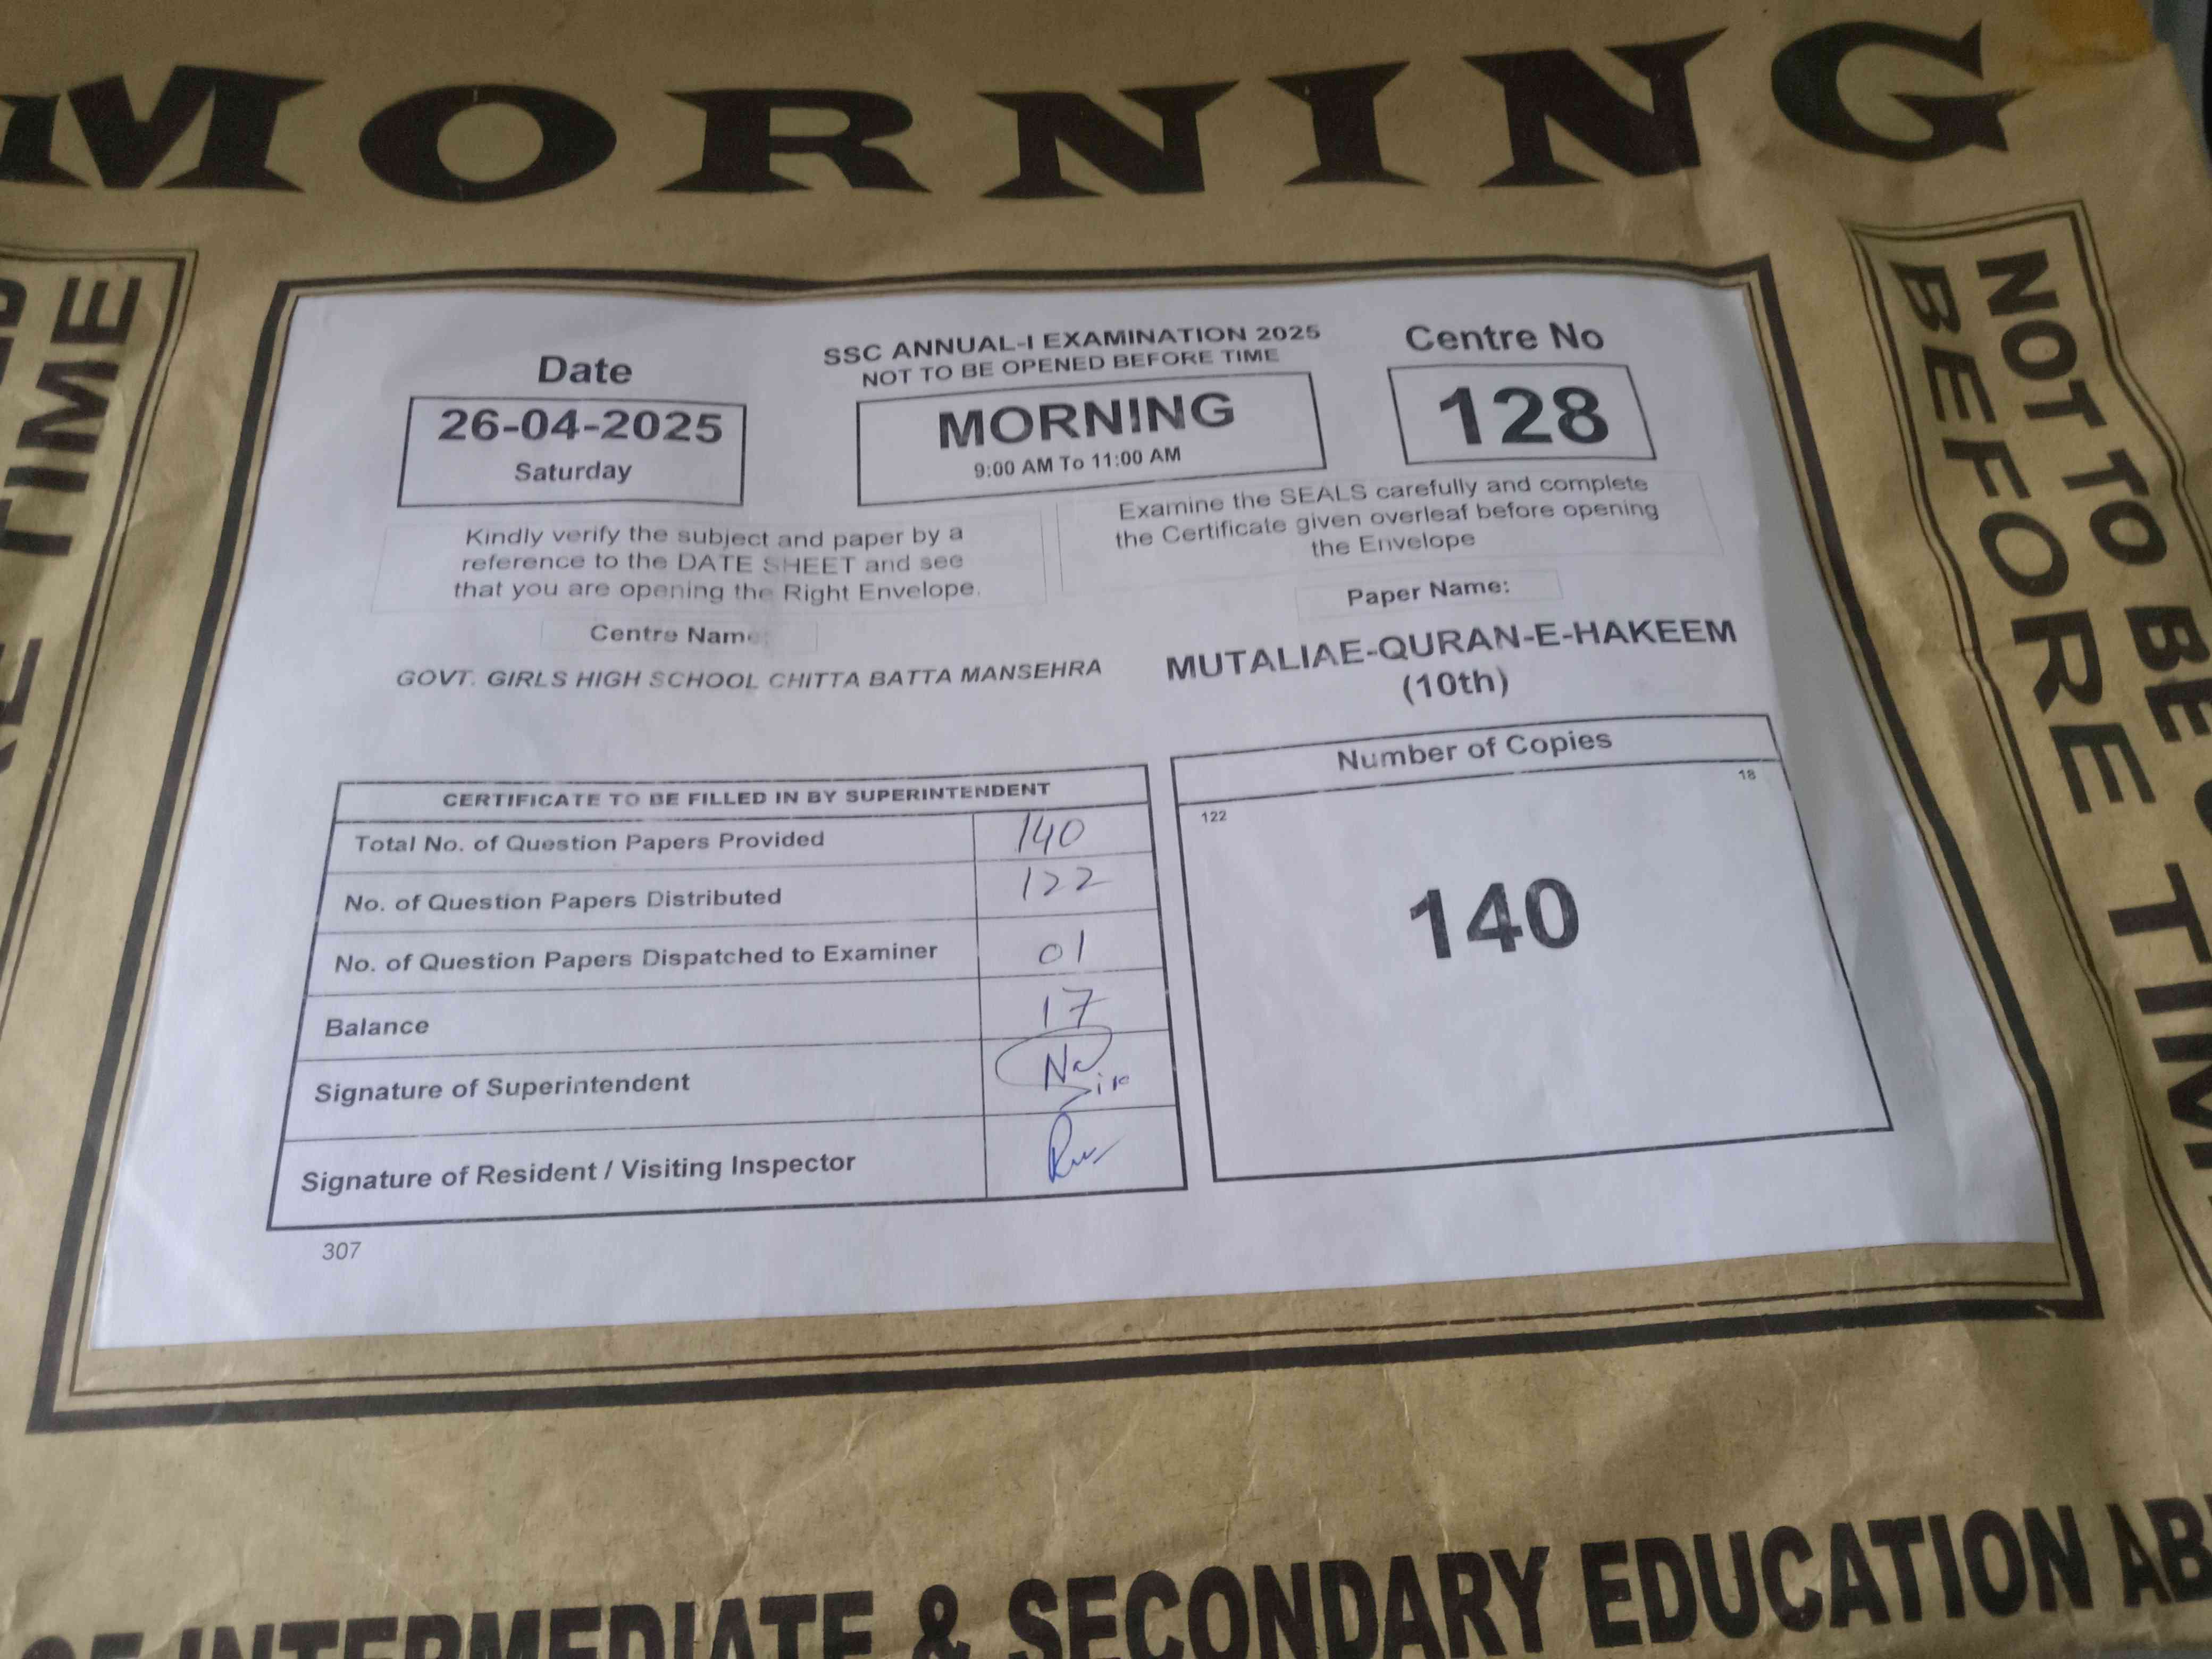 MORNING
TIME
NOT TO BE
BEFORE TIM
Date
26-04-2025
Saturday
SSC ANNUAL-I EXAMINATION 2025
NOT TO BE OPENED BEFORE TIME
MORNING
9:00 AM To 11:00 AM
Centre No
128
Kindly verify the subject and paper by a
reference to the DATE SHEET and see
that you are opening the Right Envelope.
Examine the SEALS carefully and complete
the Certificate given overleaf before opening
the Envelope
Centre Name:
GOVT. GIRLS HIGH SCHOOL CHITTA BATTA MANSEHRA
Paper Name:
MUTALIAE-QURAN-E-HAKEEM
(10th)
CERTIFICATE TO BE FILLED IN BY SUPERINTENDENT
Total No. of Question Papers Provided 140
No. of Question Papers Distributed 122
No. of Question Papers Dispatched to Examiner 01
Balance 17
Signature of Superintendent
Signature of Resident / Visiting Inspector
Number of Copies
122 18
140
307
OF INTERMEDIATE & SECONDARY EDUCATION AB